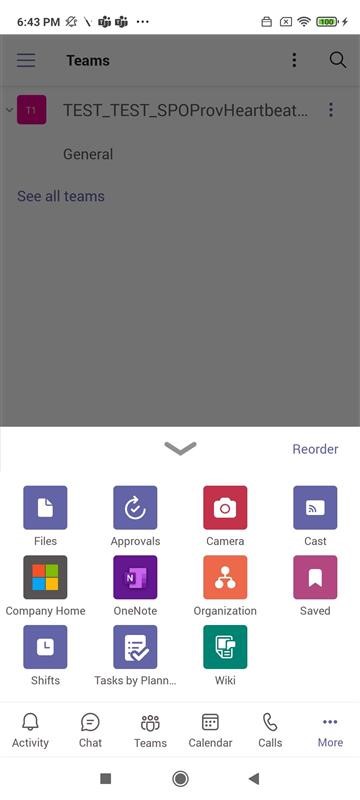 6:43 PM
100
Teams
T1
TEST_TEST_SPOProvHeartbeat...
General
See all teams
Reorder
Files
Approvals
Camera
Cast
Company Home
N
OneNote
Organization
Saved
Shifts
Tasks by Plann...
Wiki
Activity
Chat
Teams
Calendar
Calls
More